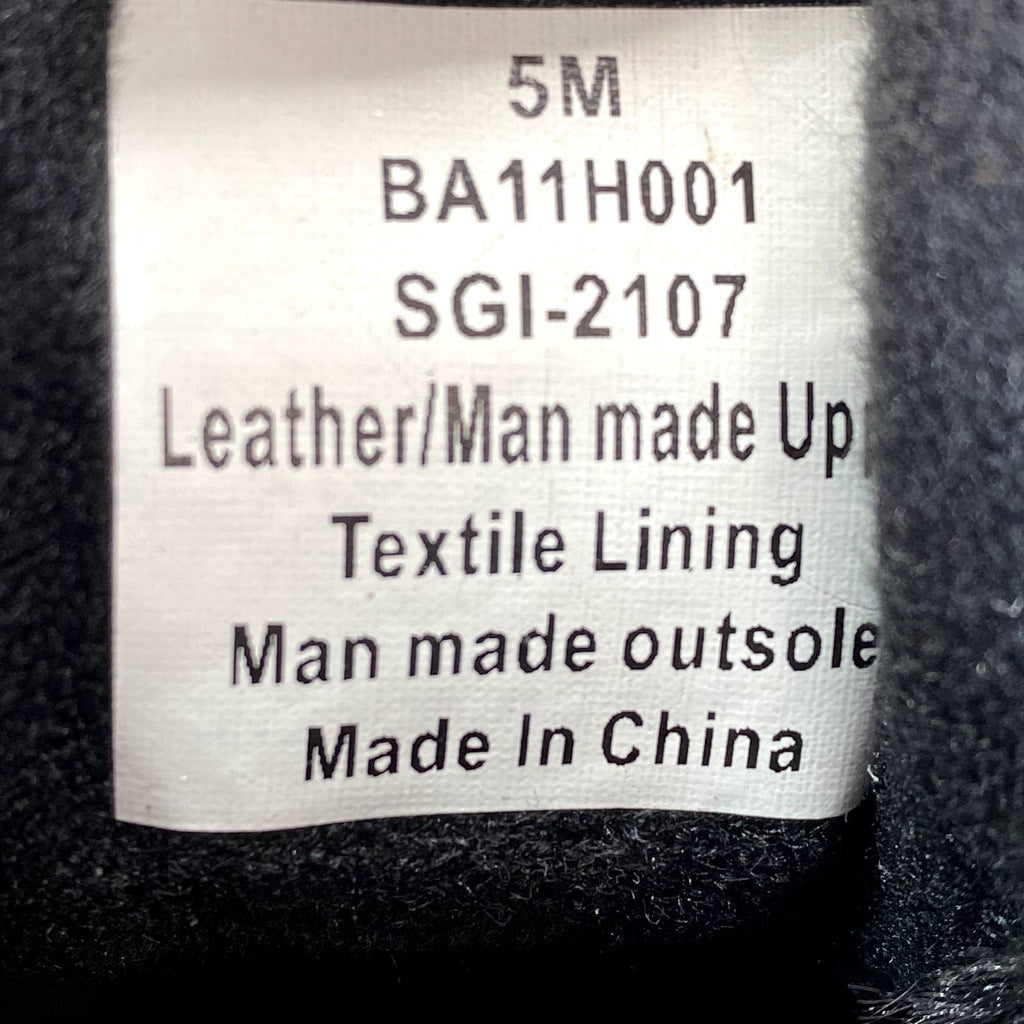 5M
BA11H001
SGI-2107
Leather/Man made Up
Textile Lining
Man made outsole
Made In China